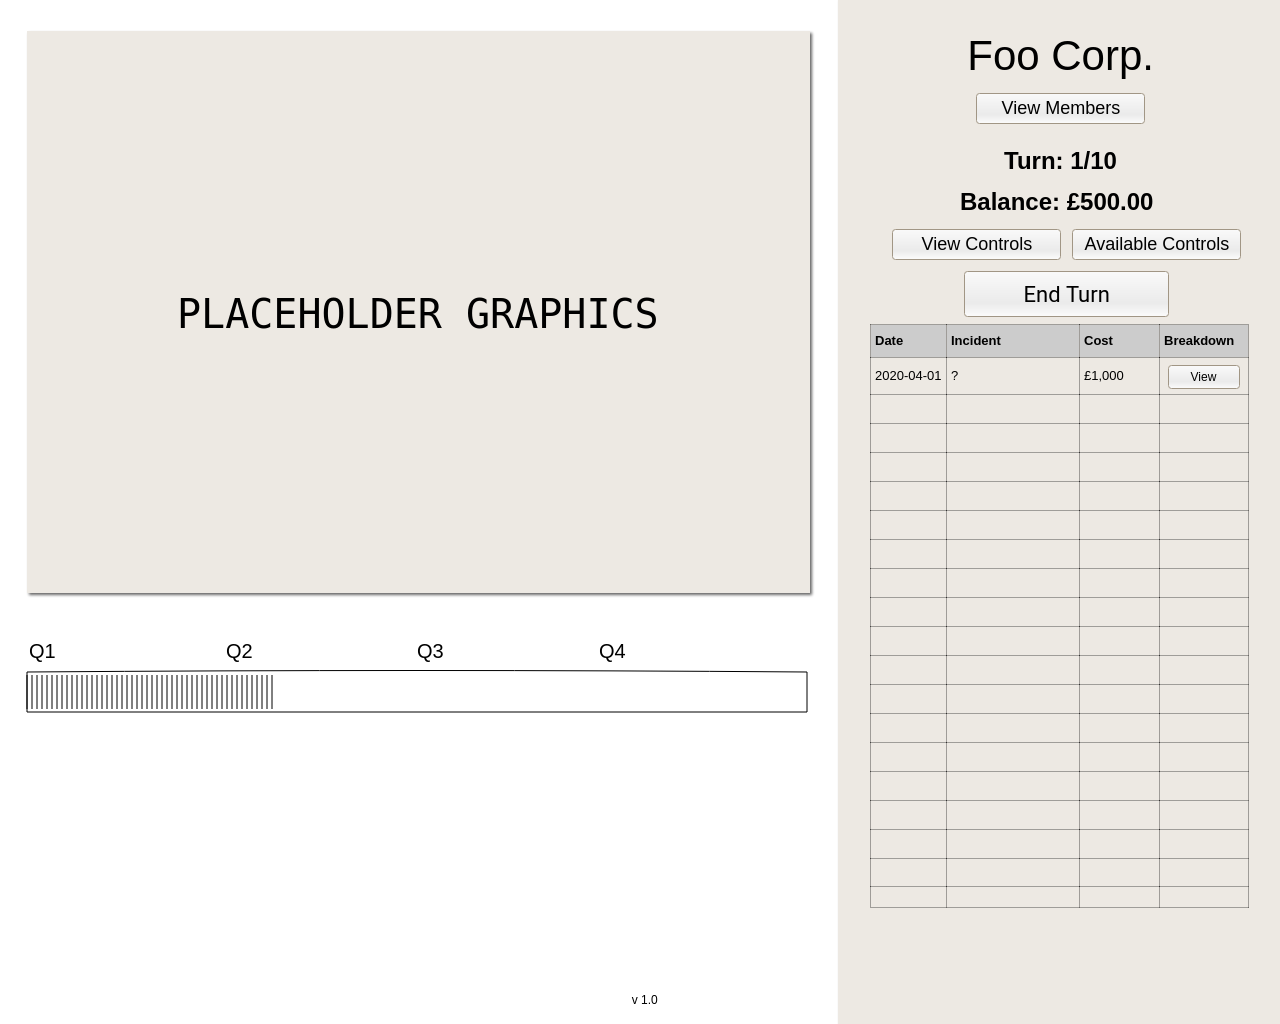 PLACEHOLDER GRAPHICS
Q1 Q2 Q3 Q4
v 1.0
Foo Corp.
View Members
Turn: 1/10
Balance: £500.00
View Controls Available Controls
End Turn
Date Incident Cost Breakdown
2020-04-01 ? £1,000 View